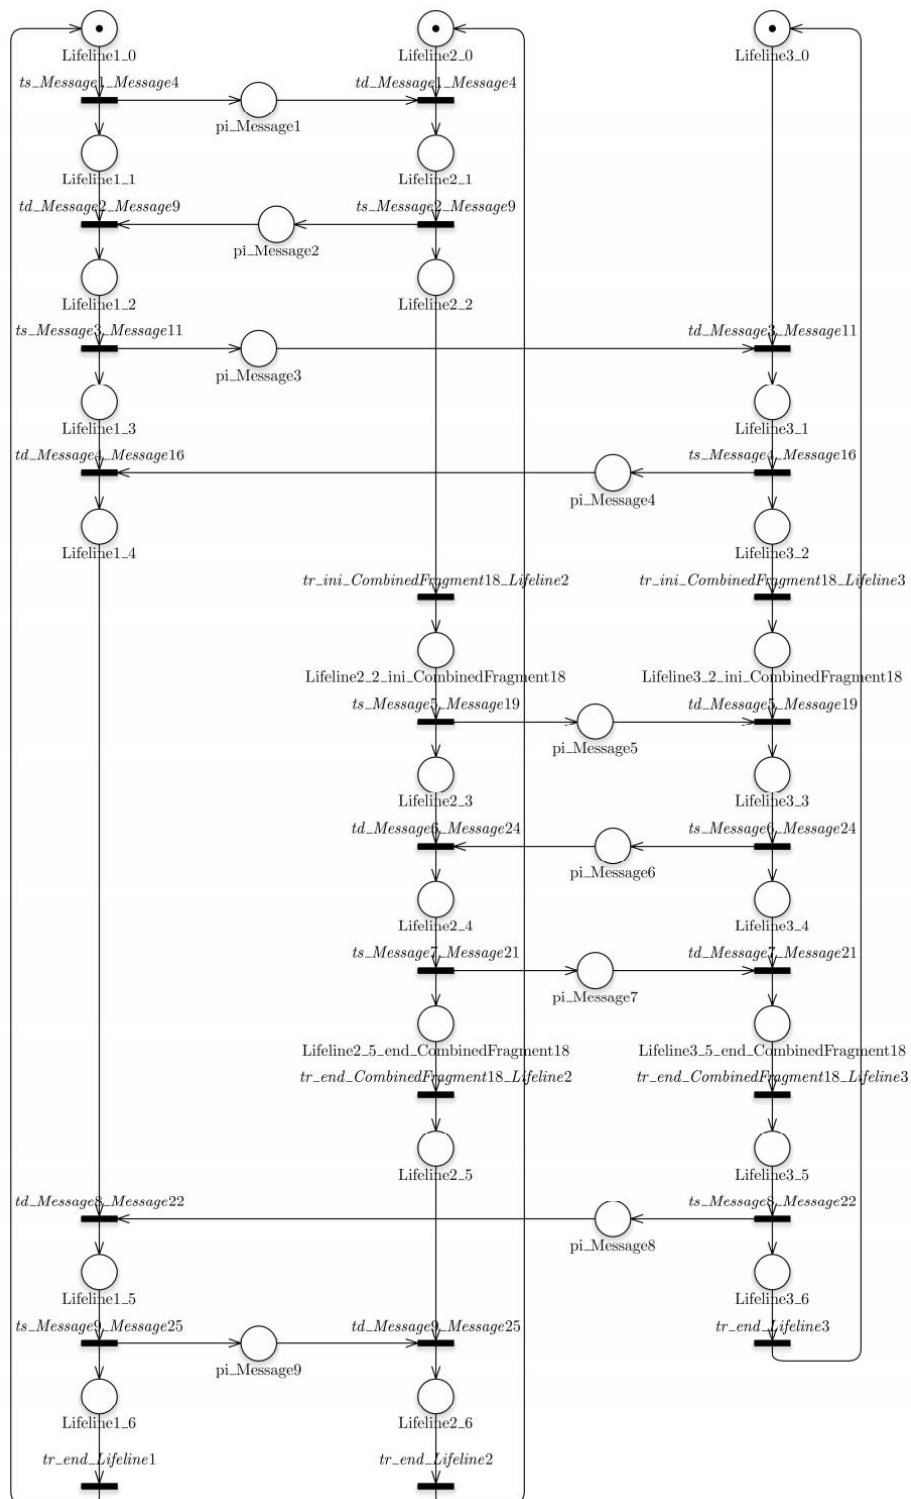 Lifeline1_0 Lifeline2_0 Lifeline3_0
ts_Message1_Message4 td_Message1_Message4
pi_Message1
Lifeline1_1 Lifeline2_1
td_Message2_Message9 ts_Message2_Message9
pi_Message2
Lifeline1_2 Lifeline2_2
ts_Message3_Message11 td_Message3_Message11
pi_Message3
Lifeline1_3 Lifeline3_1
td_Message4_Message16 ts_Message4_Message16
pi_Message4
Lifeline1_4 Lifeline3_2
tr_ini_CombinedFragment18_Lifeline2 tr_ini_CombinedFragment18_Lifeline3
Lifeline2_2_ini_CombinedFragment18 Lifeline3_2_ini_CombinedFragment18
ts_Message5_Message19 td_Message5_Message19
pi_Message5
Lifeline2_3 Lifeline3_3
td_Message6_Message24 ts_Message6_Message24
pi_Message6
Lifeline2_4 Lifeline3_4
ts_Message7_Message21 td_Message7_Message21
pi_Message7
Lifeline2_5_end_CombinedFragment18 Lifeline3_5_end_CombinedFragment18
tr_end_CombinedFragment18_Lifeline2 tr_end_CombinedFragment18_Lifeline3
Lifeline2_5 Lifeline3_5
td_Message8_Message22 ts_Message8_Message22
pi_Message8
Lifeline1_5 Lifeline3_6
ts_Message9_Message25 td_Message9_Message25 tr_end_Lifeline3
pi_Message9
Lifeline1_6 Lifeline2_6
tr_end_Lifeline1 tr_end_Lifeline2